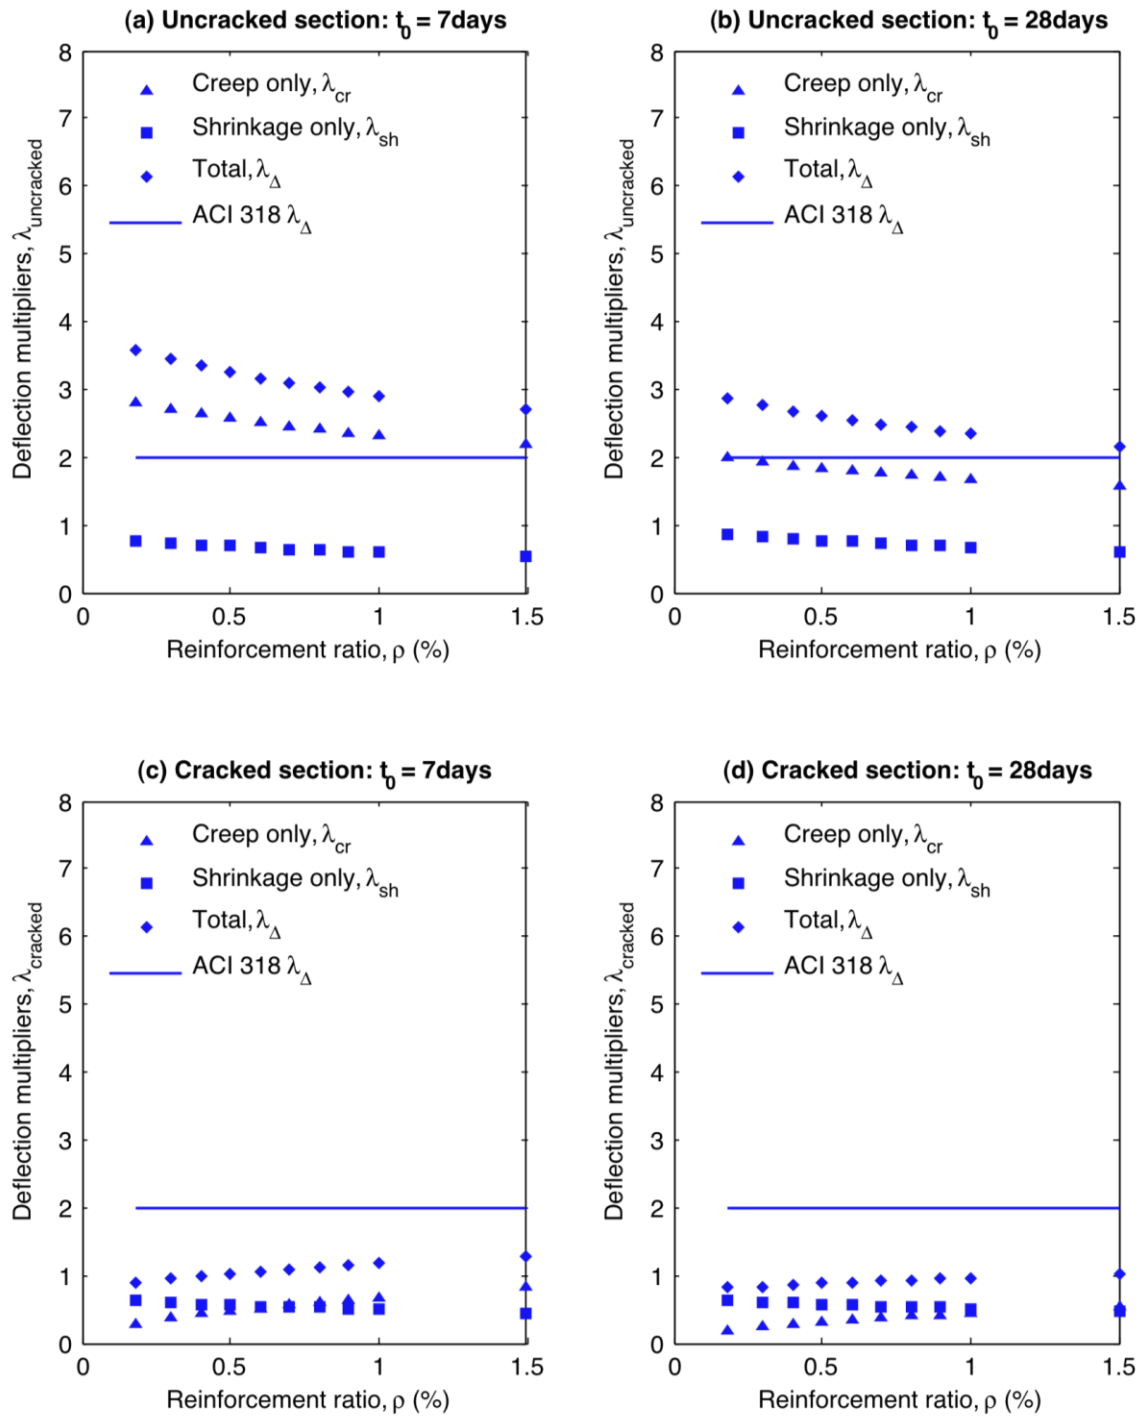 (a) Uncracked section: t0 = 7days
8
7
6
5
4
3
2
1
0
Deflection multipliers, λuncracked
Creep only, λcr
Shrinkage only, λsh
Total, λΔ
ACI 318 λΔ
0 0.5 1 1.5
Reinforcement ratio, ρ (%)
(b) Uncracked section: t0 = 28days
8
7
6
5
4
3
2
1
0
Deflection multipliers, λuncracked
Creep only, λcr
Shrinkage only, λsh
Total, λΔ
ACI 318 λΔ
0 0.5 1 1.5
Reinforcement ratio, ρ (%)
(c) Cracked section: t0 = 7days
8
7
6
5
4
3
2
1
0
Deflection multipliers, λcracked
Creep only, λcr
Shrinkage only, λsh
Total, λΔ
ACI 318 λΔ
0 0.5 1 1.5
Reinforcement ratio, ρ (%)
(d) Cracked section: t0 = 28days
8
7
6
5
4
3
2
1
0
Deflection multipliers, λcracked
Creep only, λcr
Shrinkage only, λsh
Total, λΔ
ACI 318 λΔ
0 0.5 1 1.5
Reinforcement ratio, ρ (%)